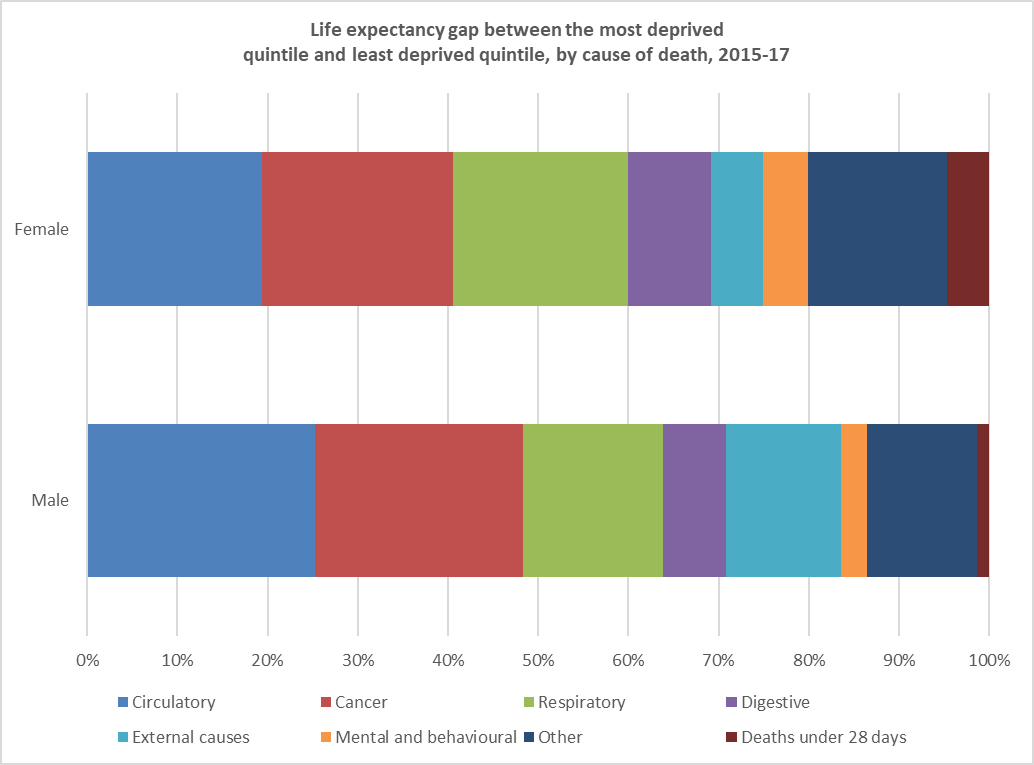 Life expectancy gap between the most deprived
quintile and least deprived quintile, by cause of death, 2015-17
Female
Male
0% 10% 20% 30% 40% 50% 60% 70% 80% 90% 100%
Circulatory Cancer Respiratory Digestive
External causes Mental and behavioural Other Deaths under 28 days